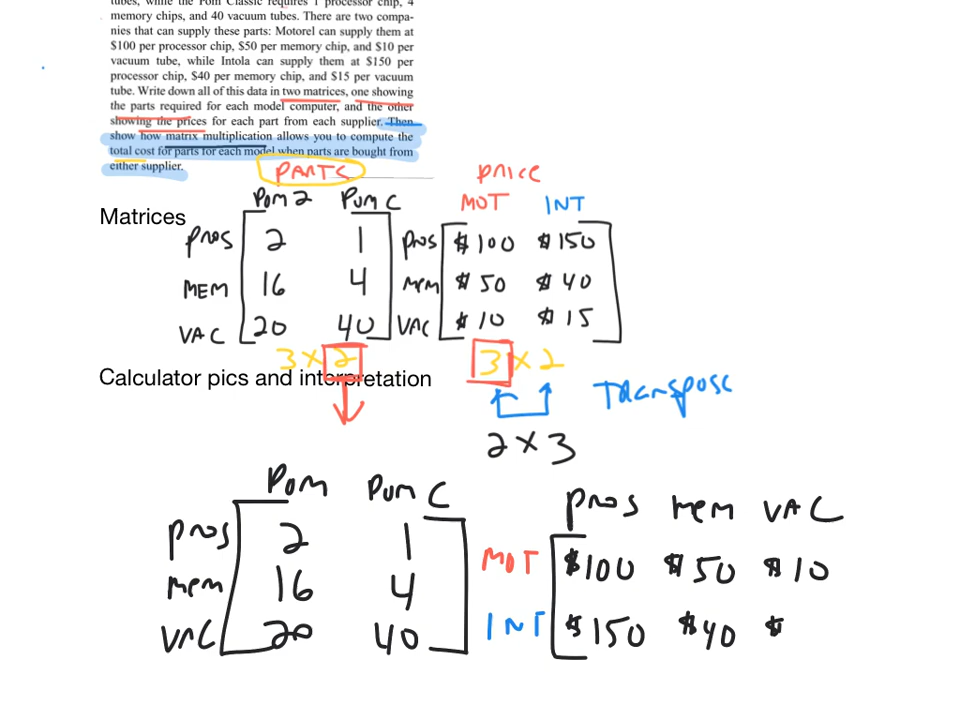 tubes, while the Pom Classic requires 1 processor chip, 4
memory chips, and 40 vacuum tubes. There are two compa-
nies that can supply these parts: Motorel can supply them at
$100 per processor chip, $50 per memory chip, and $10 per
vacuum tube, while Intola can supply them at $150 per
processor chip, $40 per memory chip, and $15 per vacuum
tube. Write down all of this data in two matrices, one showing
the parts required for each model computer, and the other
showing the prices for each part from each supplier. Then
show how matrix multiplication allows you to compute the
total cost for parts for each model when parts are bought from
either supplier.
PARTS price
Pom 2 Pom C MOT INT
Matrices
pros 2 1 pros $100 $150
MEM 16 4 mem $50 $40
VAC 20 40 VAC $10 $15
3 x 2 3 x 2
Calculator pics and interpretation
Transpose
2 x 3
Pom Pom C pros mem VAC
pros 2 1 MOT $100 $50 $10
mem 16 4
VAC 20 40 INT $150 $40 $